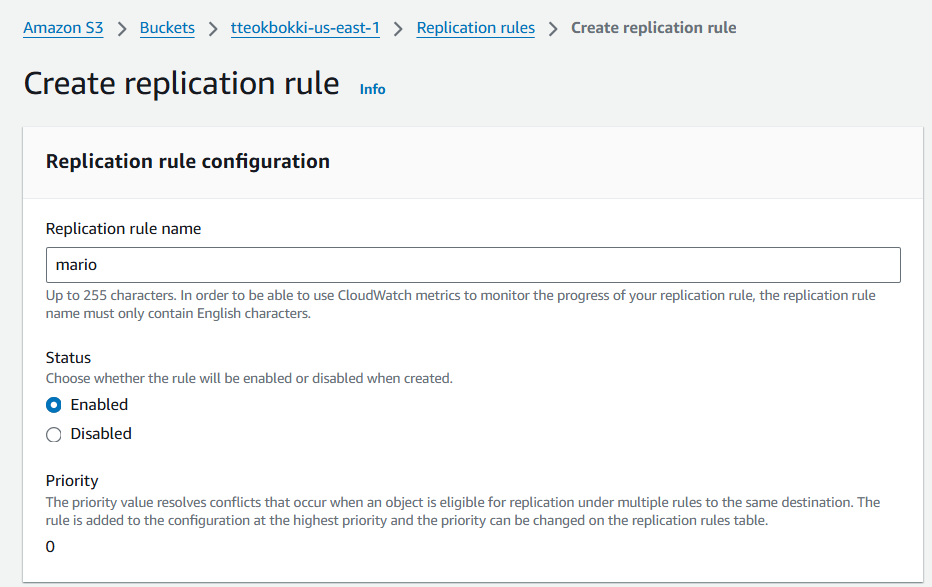 Amazon S3 > Buckets > tteokbokki-us-east-1 > Replication rules > Create replication rule
Create replication rule Info
Replication rule configuration
Replication rule name
mario
Up to 255 characters. In order to be able to use CloudWatch metrics to monitor the progress of your replication rule, the replication rule
name must only contain English characters.
Status
Choose whether the rule will be enabled or disabled when created.
Enabled
Disabled
Priority
The priority value resolves conflicts that occur when an object is eligible for replication under multiple rules to the same destination. The
rule is added to the configuration at the highest priority and the priority can be changed on the replication rules table.
0